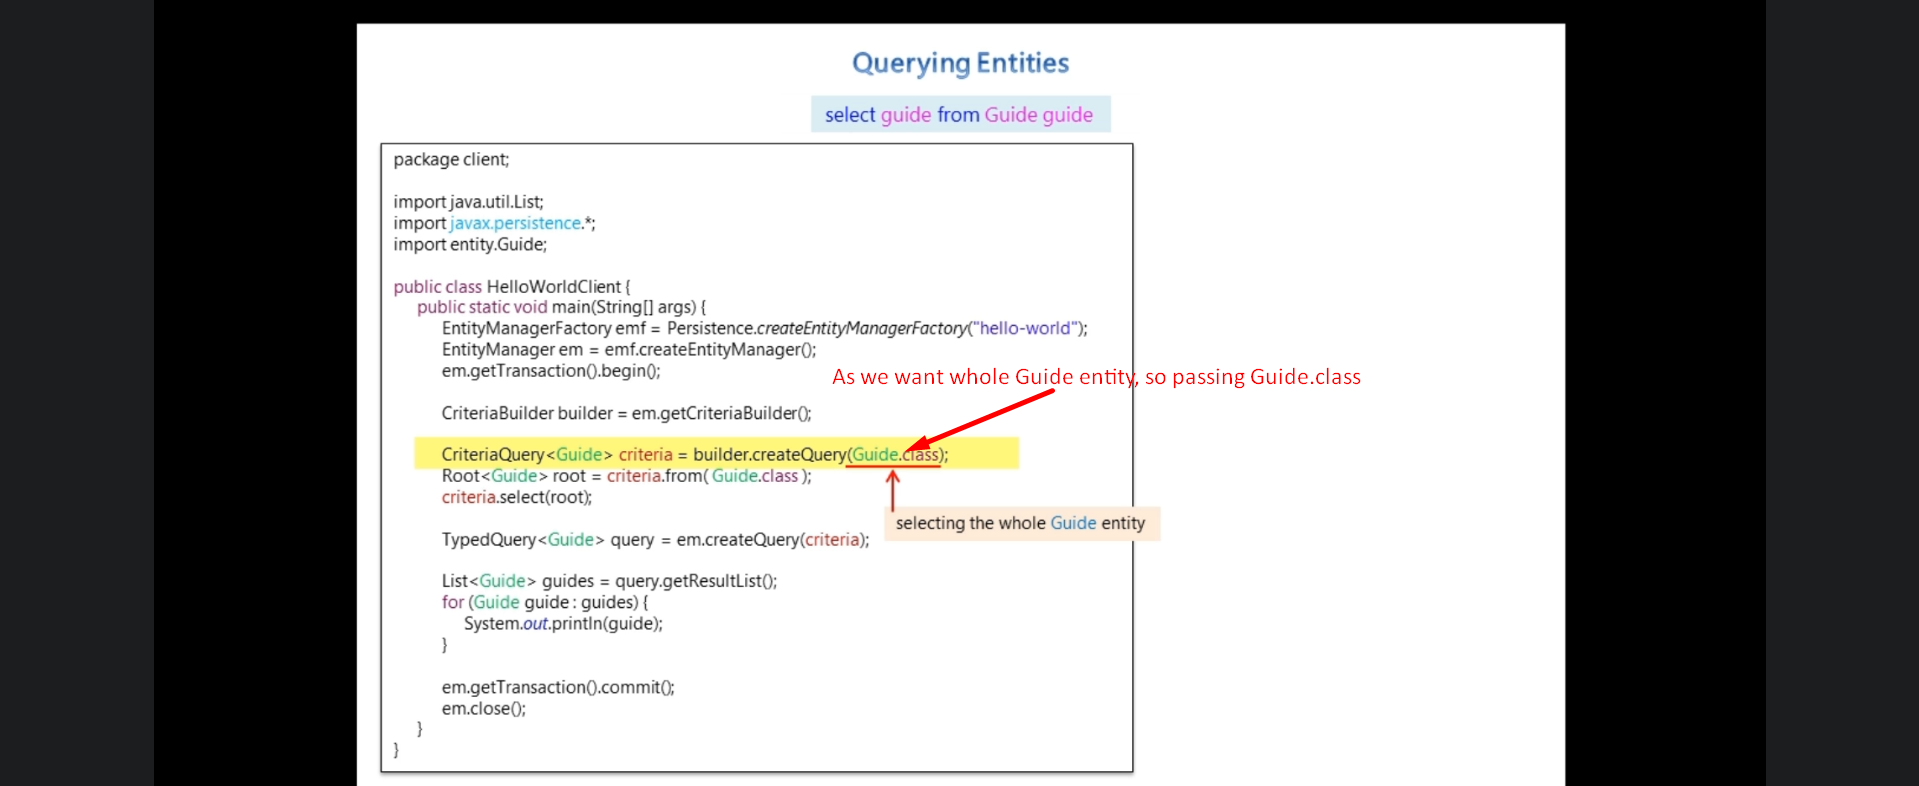 Querying Entities
select guide from Guide guide
package client;
import java.util.List;
import javax.persistence.*;
import entity.Guide;
public class HelloWorldClient {
public static void main(String[] args) {
EntityManagerFactory emf = Persistence.createEntityManagerFactory("hello-world");
EntityManager em = emf.createEntityManager();
em.getTransaction().begin();
As we want whole Guide entity, so passing Guide.class
CriteriaBuilder builder = em.getCriteriaBuilder();
CriteriaQuery<Guide> criteria = builder.createQuery(Guide.class);
Root<Guide> root = criteria.from( Guide.class );
criteria.select(root);
selecting the whole Guide entity
TypedQuery<Guide> query = em.createQuery(criteria);
List<Guide> guides = query.getResultList();
for (Guide guide : guides) {
System.out.println(guide);
}
em.getTransaction().commit();
em.close();
}
}